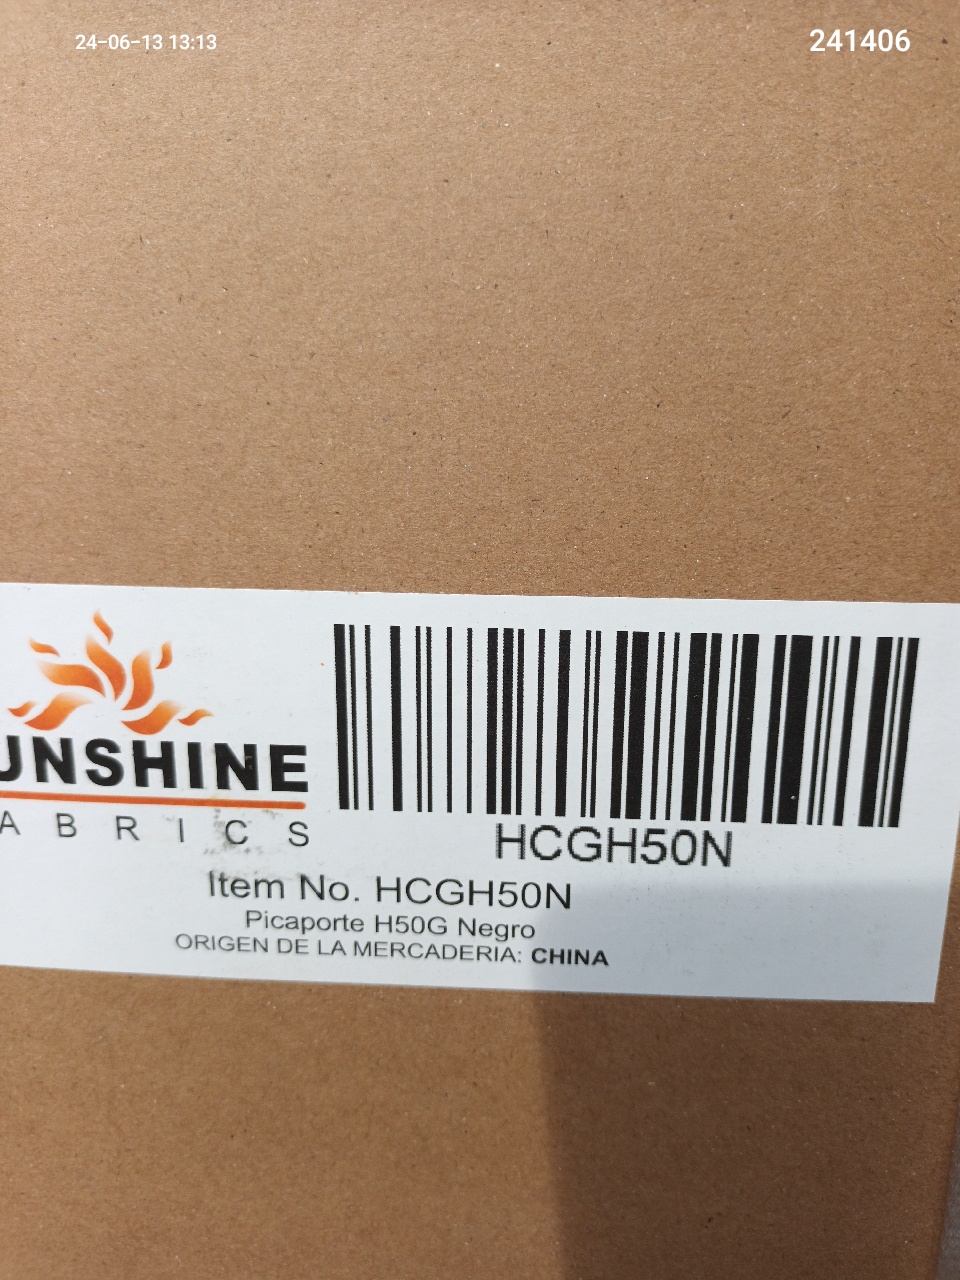 24-06-13 13:13
241406
UNSHINE
ABRICS
HCGH50N
Item No. HCGH50N
Picaporte H50G Negro
ORIGEN DE LA MERCADERIA: CHINA